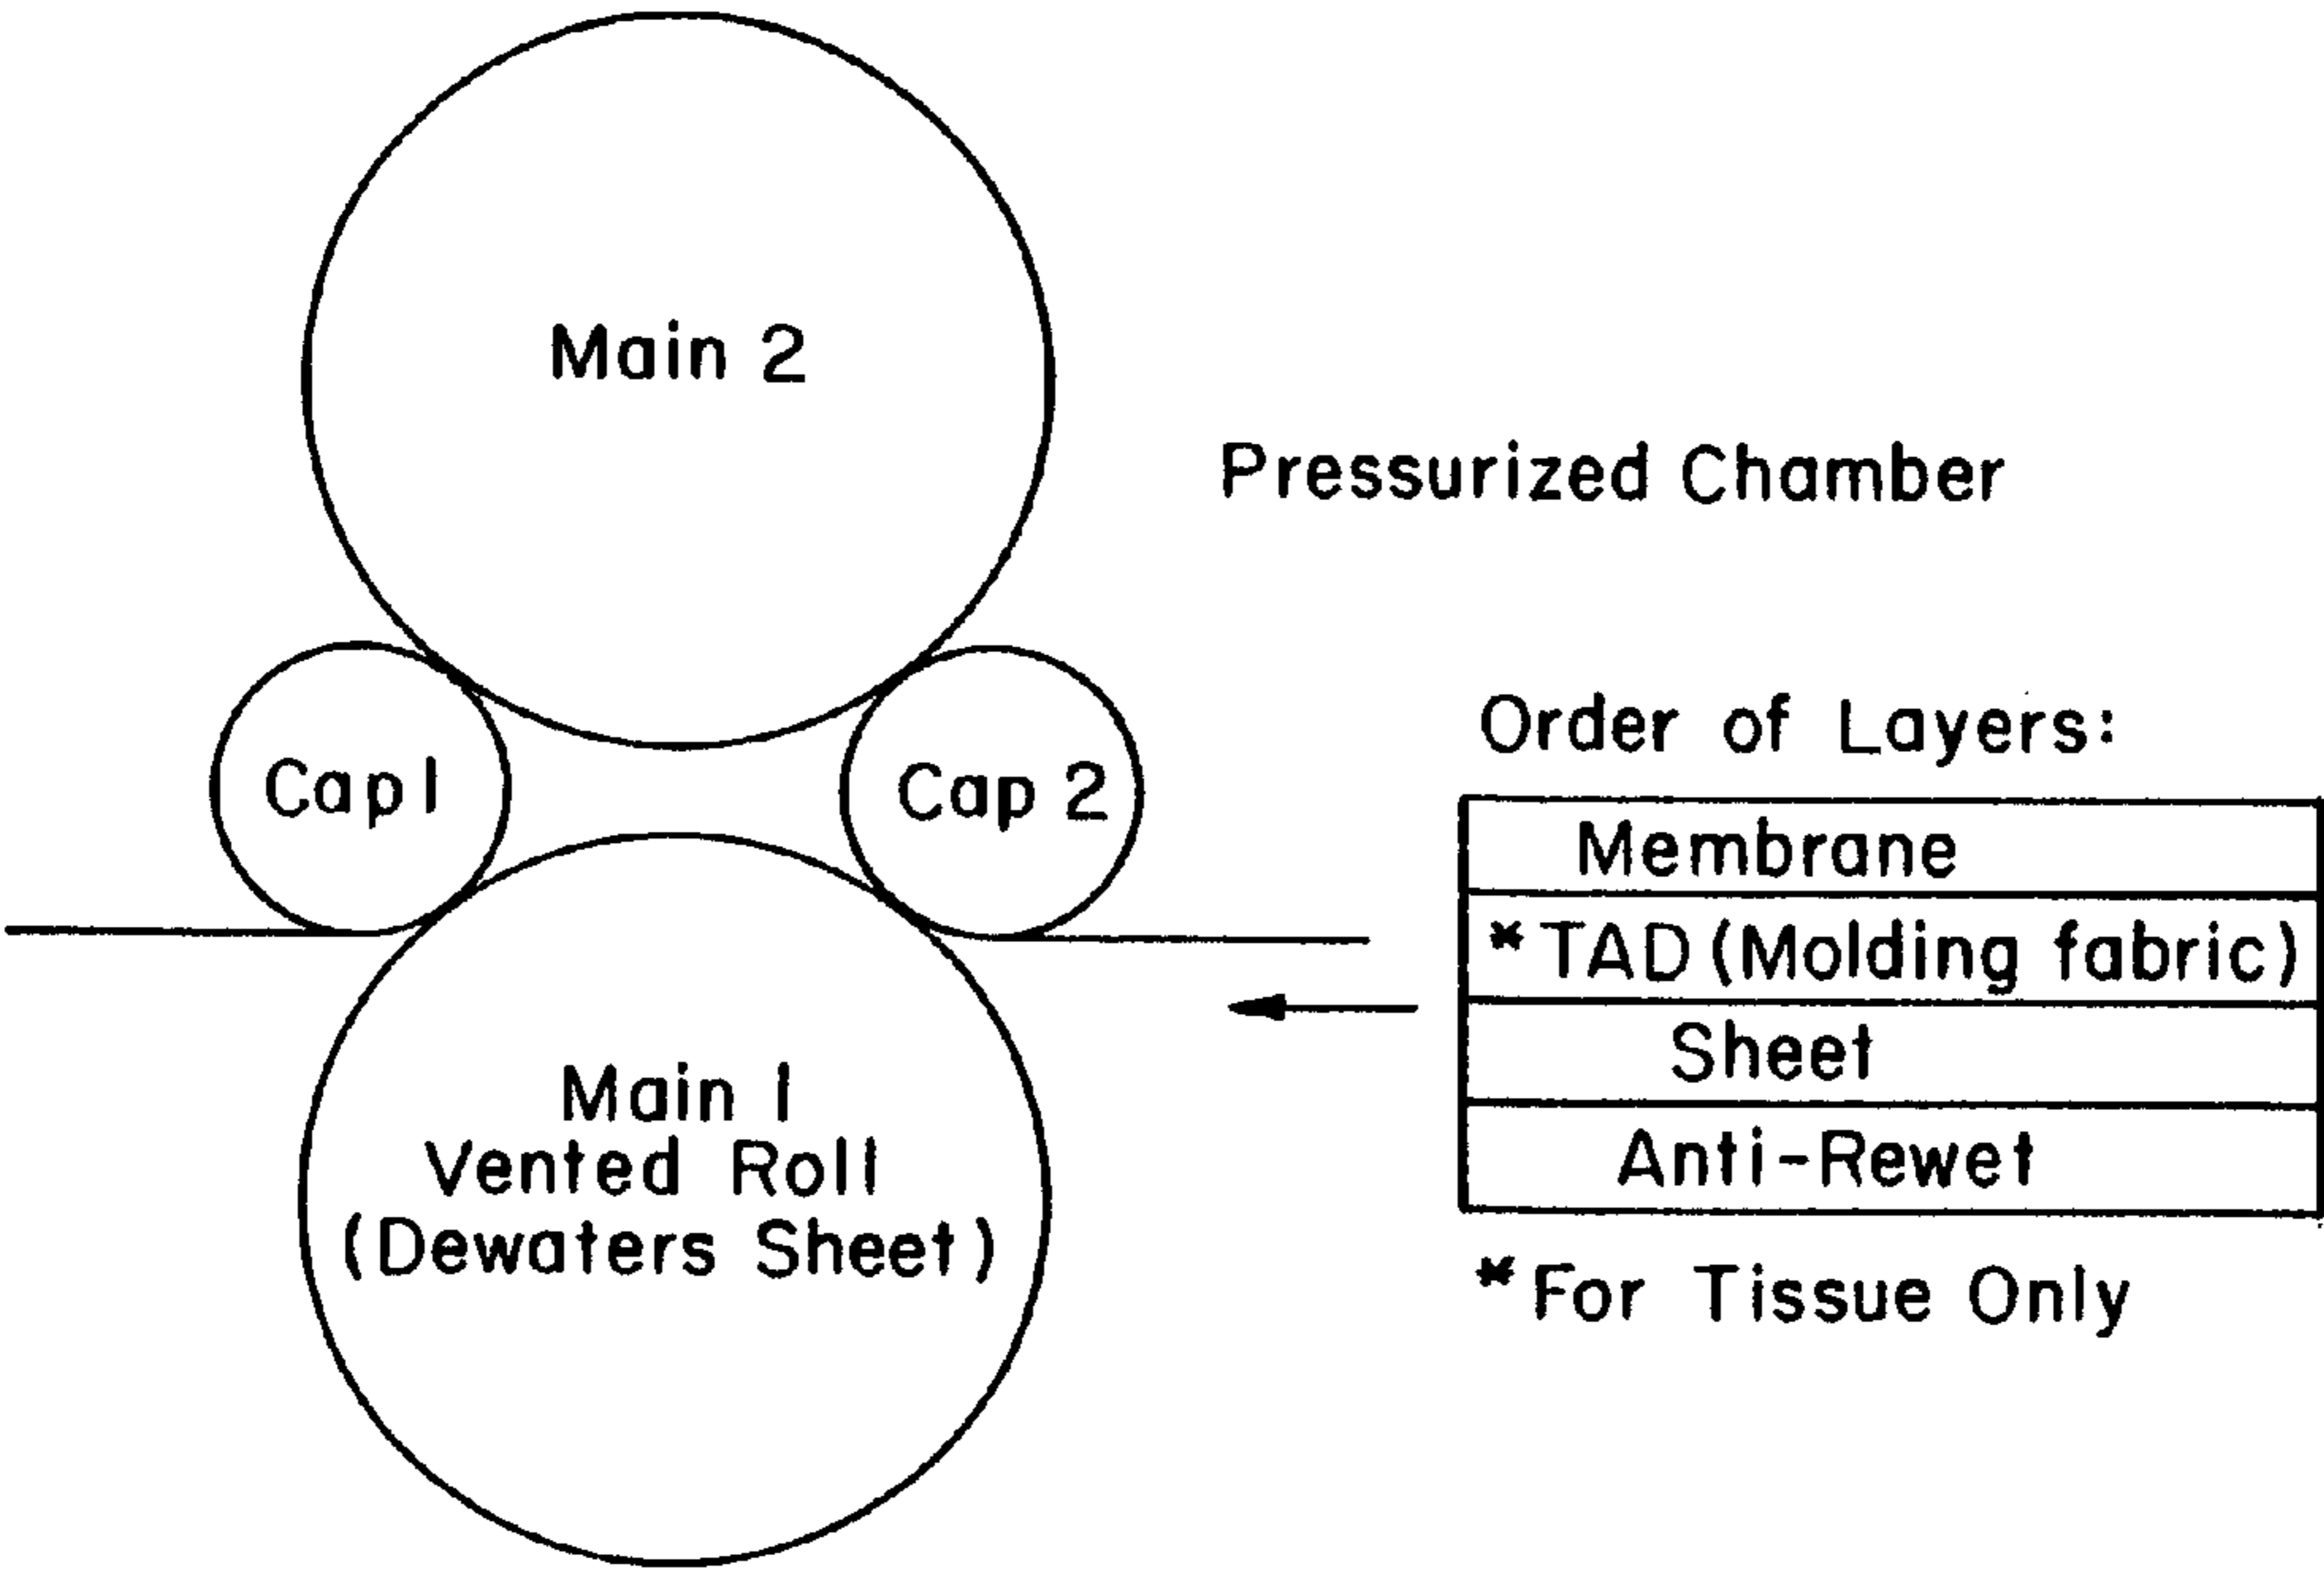 Main 2
Pressurized Chamber
Cap 1
Cap 2
Main 1
Vented Roll
(Dewaters Sheet)
Order of Layers:
Membrane
*TAD (Molding fabric)
Sheet
Anti-Rewet
*For Tissue Only